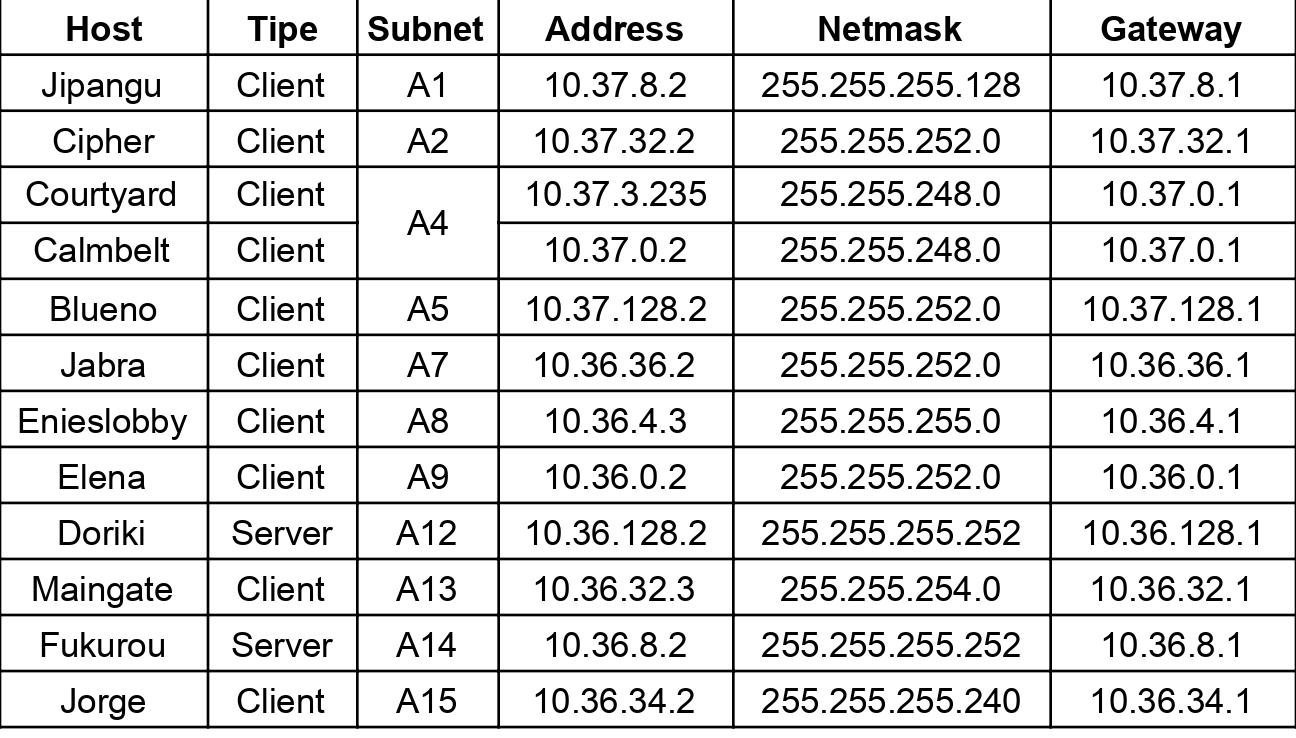 Host Tipe Subnet Address Netmask Gateway
Jipangu Client A1 10.37.8.2 255.255.255.128 10.37.8.1
Cipher Client A2 10.37.32.2 255.255.252.0 10.37.32.1
Courtyard Client A4 10.37.3.235 255.255.248.0 10.37.0.1
Calmbelt Client 10.37.0.2 255.255.248.0 10.37.0.1
Blueno Client A5 10.37.128.2 255.255.252.0 10.37.128.1
Jabra Client A7 10.36.36.2 255.255.252.0 10.36.36.1
Enieslobby Client A8 10.36.4.3 255.255.255.0 10.36.4.1
Elena Client A9 10.36.0.2 255.255.252.0 10.36.0.1
Doriki Server A12 10.36.128.2 255.255.255.252 10.36.128.1
Maingate Client A13 10.36.32.3 255.255.254.0 10.36.32.1
Fukurou Server A14 10.36.8.2 255.255.255.252 10.36.8.1
Jorge Client A15 10.36.34.2 255.255.255.240 10.36.34.1